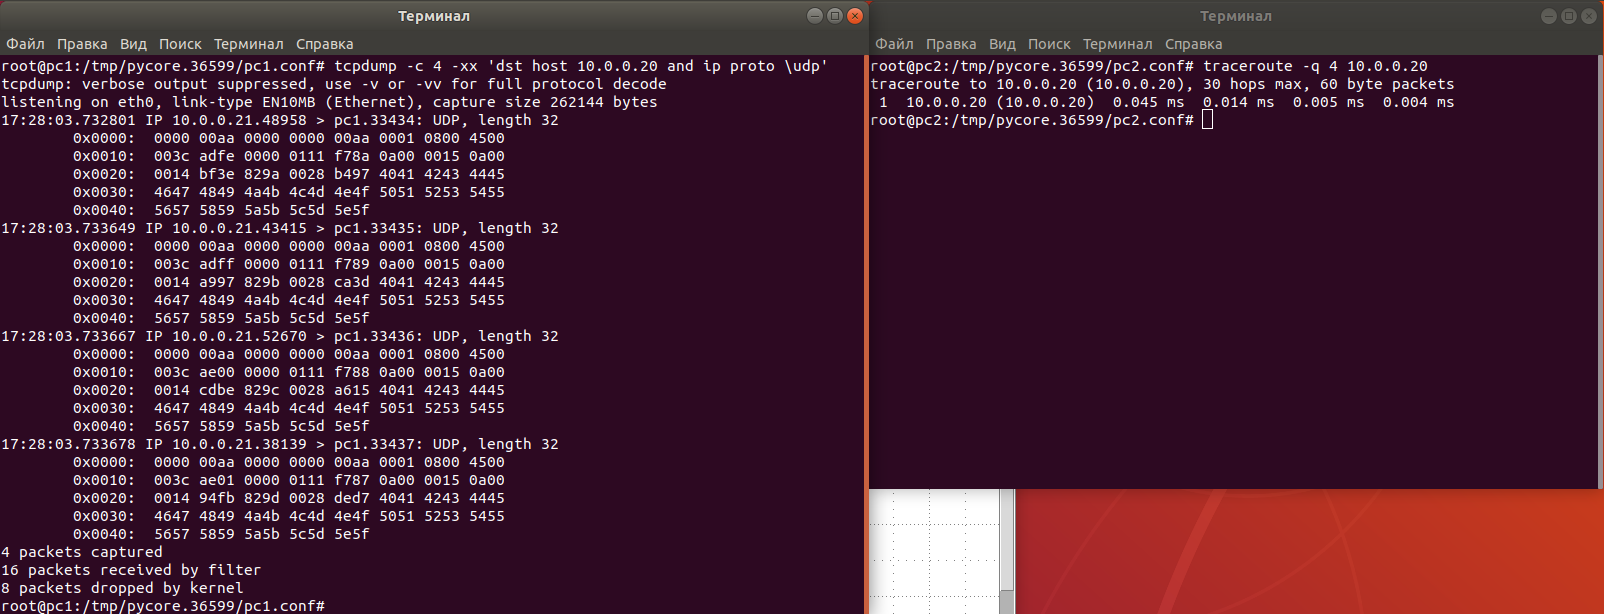 Терминал
Файл Правка Вид Поиск Терминал Справка
root@pc1:/tmp/pycore.36599/pc1.conf# tcpdump -c 4 -xx 'dst host 10.0.0.20 and ip proto \udp'
tcpdump: verbose output suppressed, use -v or -vv for full protocol decode
listening on eth0, link-type EN10MB (Ethernet), capture size 262144 bytes
17:28:03.732801 IP 10.0.0.21.48958 > pc1.33434: UDP, length 32
0x0000:  0000 00aa 0000 0000 00aa 0001 0800 4500
0x0010:  003c adfe 0000 0111 f78a 0a00 0015 0a00
0x0020:  0014 bf3e 829a 0028 b497 4041 4243 4445
0x0030:  4647 4849 4a4b 4c4d 4e4f 5051 5253 5455
0x0040:  5657 5859 5a5b 5c5d 5e5f
17:28:03.733649 IP 10.0.0.21.43415 > pc1.33435: UDP, length 32
0x0000:  0000 00aa 0000 0000 00aa 0001 0800 4500
0x0010:  003c adff 0000 0111 f789 0a00 0015 0a00
0x0020:  0014 a997 829b 0028 ca3d 4041 4243 4445
0x0030:  4647 4849 4a4b 4c4d 4e4f 5051 5253 5455
0x0040:  5657 5859 5a5b 5c5d 5e5f
17:28:03.733667 IP 10.0.0.21.52670 > pc1.33436: UDP, length 32
0x0000:  0000 00aa 0000 0000 00aa 0001 0800 4500
0x0010:  003c ae00 0000 0111 f788 0a00 0015 0a00
0x0020:  0014 cdbe 829c 0028 a615 4041 4243 4445
0x0030:  4647 4849 4a4b 4c4d 4e4f 5051 5253 5455
0x0040:  5657 5859 5a5b 5c5d 5e5f
17:28:03.733678 IP 10.0.0.21.38139 > pc1.33437: UDP, length 32
0x0000:  0000 00aa 0000 0000 00aa 0001 0800 4500
0x0010:  003c ae01 0000 0111 f787 0a00 0015 0a00
0x0020:  0014 94fb 829d 0028 ded7 4041 4243 4445
0x0030:  4647 4849 4a4b 4c4d 4e4f 5051 5253 5455
0x0040:  5657 5859 5a5b 5c5d 5e5f
4 packets captured
16 packets received by filter
8 packets dropped by kernel
root@pc1:/tmp/pycore.36599/pc1.conf#
Терминал
Файл Правка Вид Поиск Терминал Справка
root@pc2:/tmp/pycore.36599/pc2.conf# traceroute -q 4 10.0.0.20
traceroute to 10.0.0.20 (10.0.0.20), 30 hops max, 60 byte packets
1  10.0.0.20 (10.0.0.20)  0.045 ms  0.014 ms  0.005 ms  0.004 ms
root@pc2:/tmp/pycore.36599/pc2.conf#